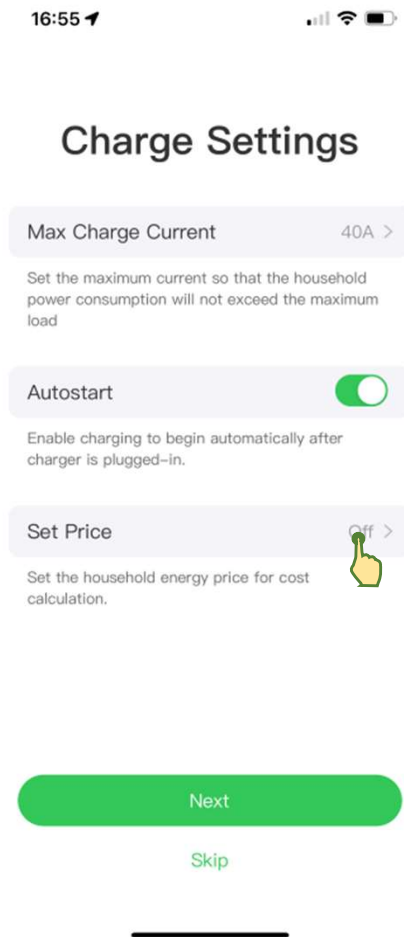 16:55
Charge Settings
Max Charge Current 40A >
Set the maximum current so that the household
power consumption will not exceed the maximum
load
Autostart
Enable charging to begin automatically after
charger is plugged-in.
Set Price Off >
Set the household energy price for cost
calculation.
Next
Skip